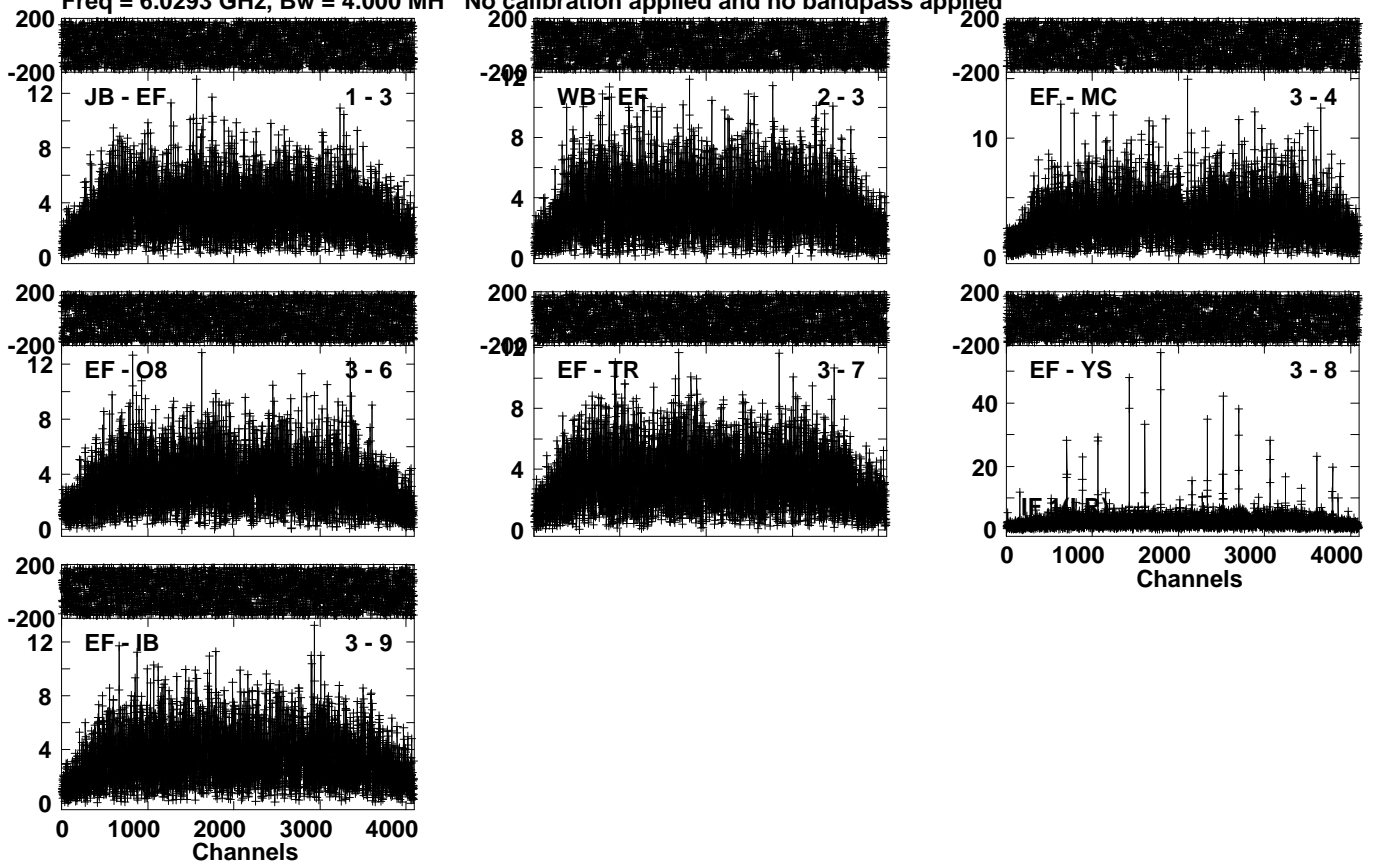 Freq = 6.0293 GHz, Bw = 4.000 MH No calibration applied and no bandpass applied
200 200 200
-200 -200 -200
12 12
JB - EF 1 - 3 WB - EF 2 - 3 EF - MC 3 - 4
8 8 10
4 4
0 0 0
200 200 200
-200 -200 -200
12 12
EF - O8 3 - 6 EF - TR 3 - 7 EF - YS 3 - 8
8 8 40
4 4 20
IF 1(LR)
0 0 0
0 1000 2000 3000 4000
Channels
200
-200
12
EF - IB 3 - 9
8
4
0
0 1000 2000 3000 4000
Channels